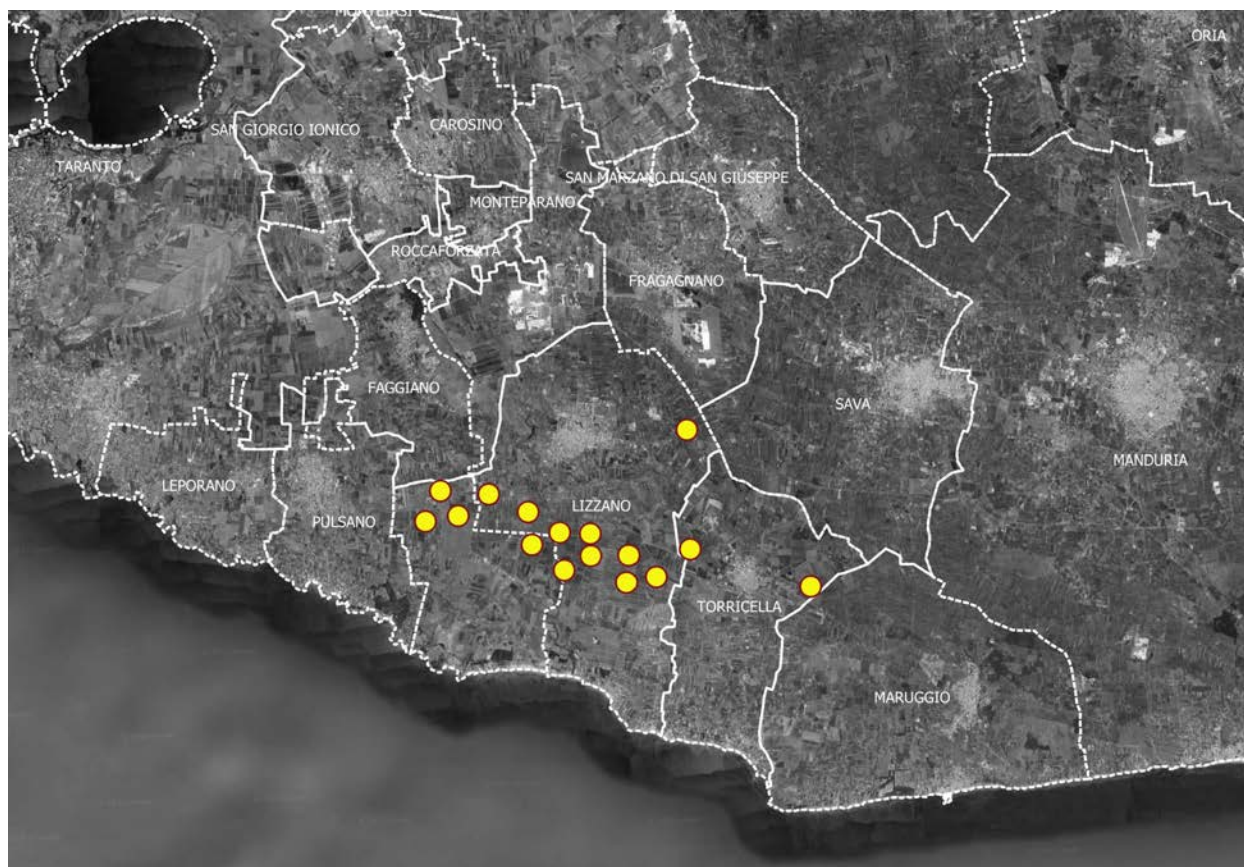 MONTEIASI
ORIA
SAN GIORGIO IONICO
CAROSINO
TARANTO
SAN MARZANO DI SAN GIUSEPPE
MONTEPARANO
ROCCAFORZATA
FRAGAGNANO
FAGGIANO
SAVA
MANDURIA
LEPORANO
LIZZANO
PULSANO
TORRICELLA
MARUGGIO